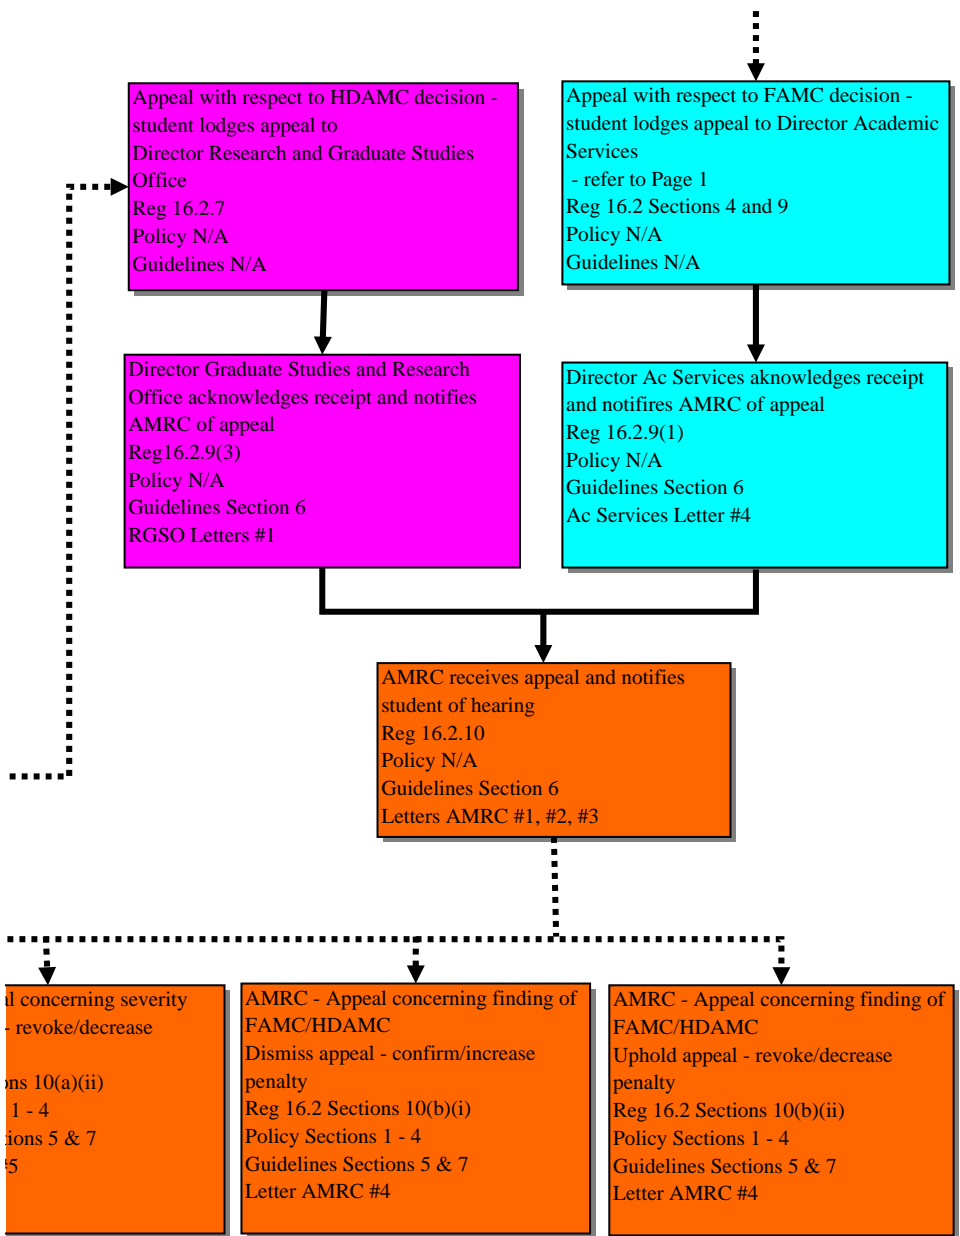 Appeal with respect to HDAMC decision -
student lodges appeal to
Director Research and Graduate Studies
Office
Reg 16.2.7
Policy N/A
Guidelines N/A
Appeal with respect to FAMC decision -
student lodges appeal to Director Academic
Services
- refer to Page 1
Reg 16.2 Sections 4 and 9
Policy N/A
Guidelines N/A
Director Graduate Studies and Research
Office acknowledges receipt and notifies
AMRC of appeal
Reg16.2.9(3)
Policy N/A
Guidelines Section 6
RGSO Letters #1
Director Ac Services aknowledges receipt
and notifires AMRC of appeal
Reg 16.2.9(1)
Policy N/A
Guidelines Section 6
Ac Services Letter #4
AMRC receives appeal and notifies
student of hearing
Reg 16.2.10
Policy N/A
Guidelines Section 6
Letters AMRC #1, #2, #3
concerning severity
- revoke/decrease
10(a)(ii)
1 - 4
5 & 7
AMRC - Appeal concerning finding of
FAMC/HDAMC
Dismiss appeal - confirm/increase
penalty
Reg 16.2 Sections 10(b)(i)
Policy Sections 1 - 4
Guidelines Sections 5 & 7
Letter AMRC #4
AMRC - Appeal concerning finding of
FAMC/HDAMC
Uphold appeal - revoke/decrease
penalty
Reg 16.2 Sections 10(b)(ii)
Policy Sections 1 - 4
Guidelines Sections 5 & 7
Letter AMRC #4